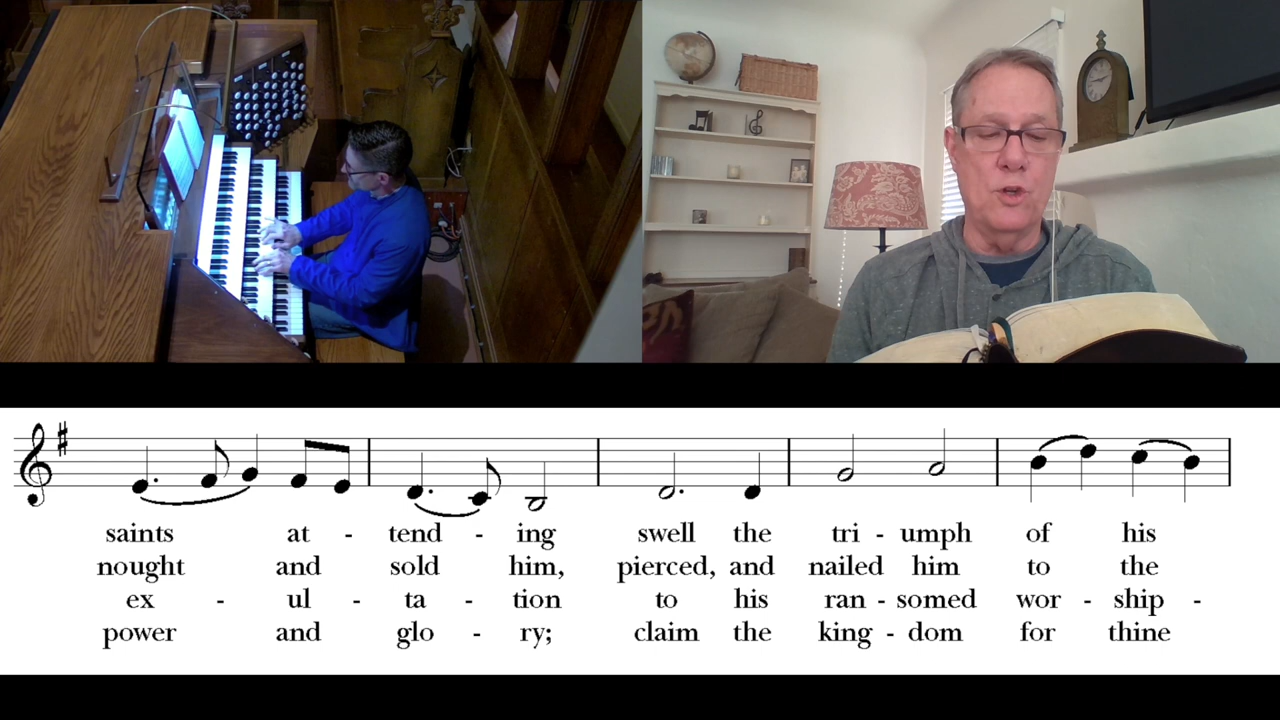 saints at - tend - ing swell the tri - umph of his
nought and sold him, pierced, and nailed him to the
ex - ul - ta - tion to his ran - somed wor - ship -
power and glo - ry; claim the king - dom for thine